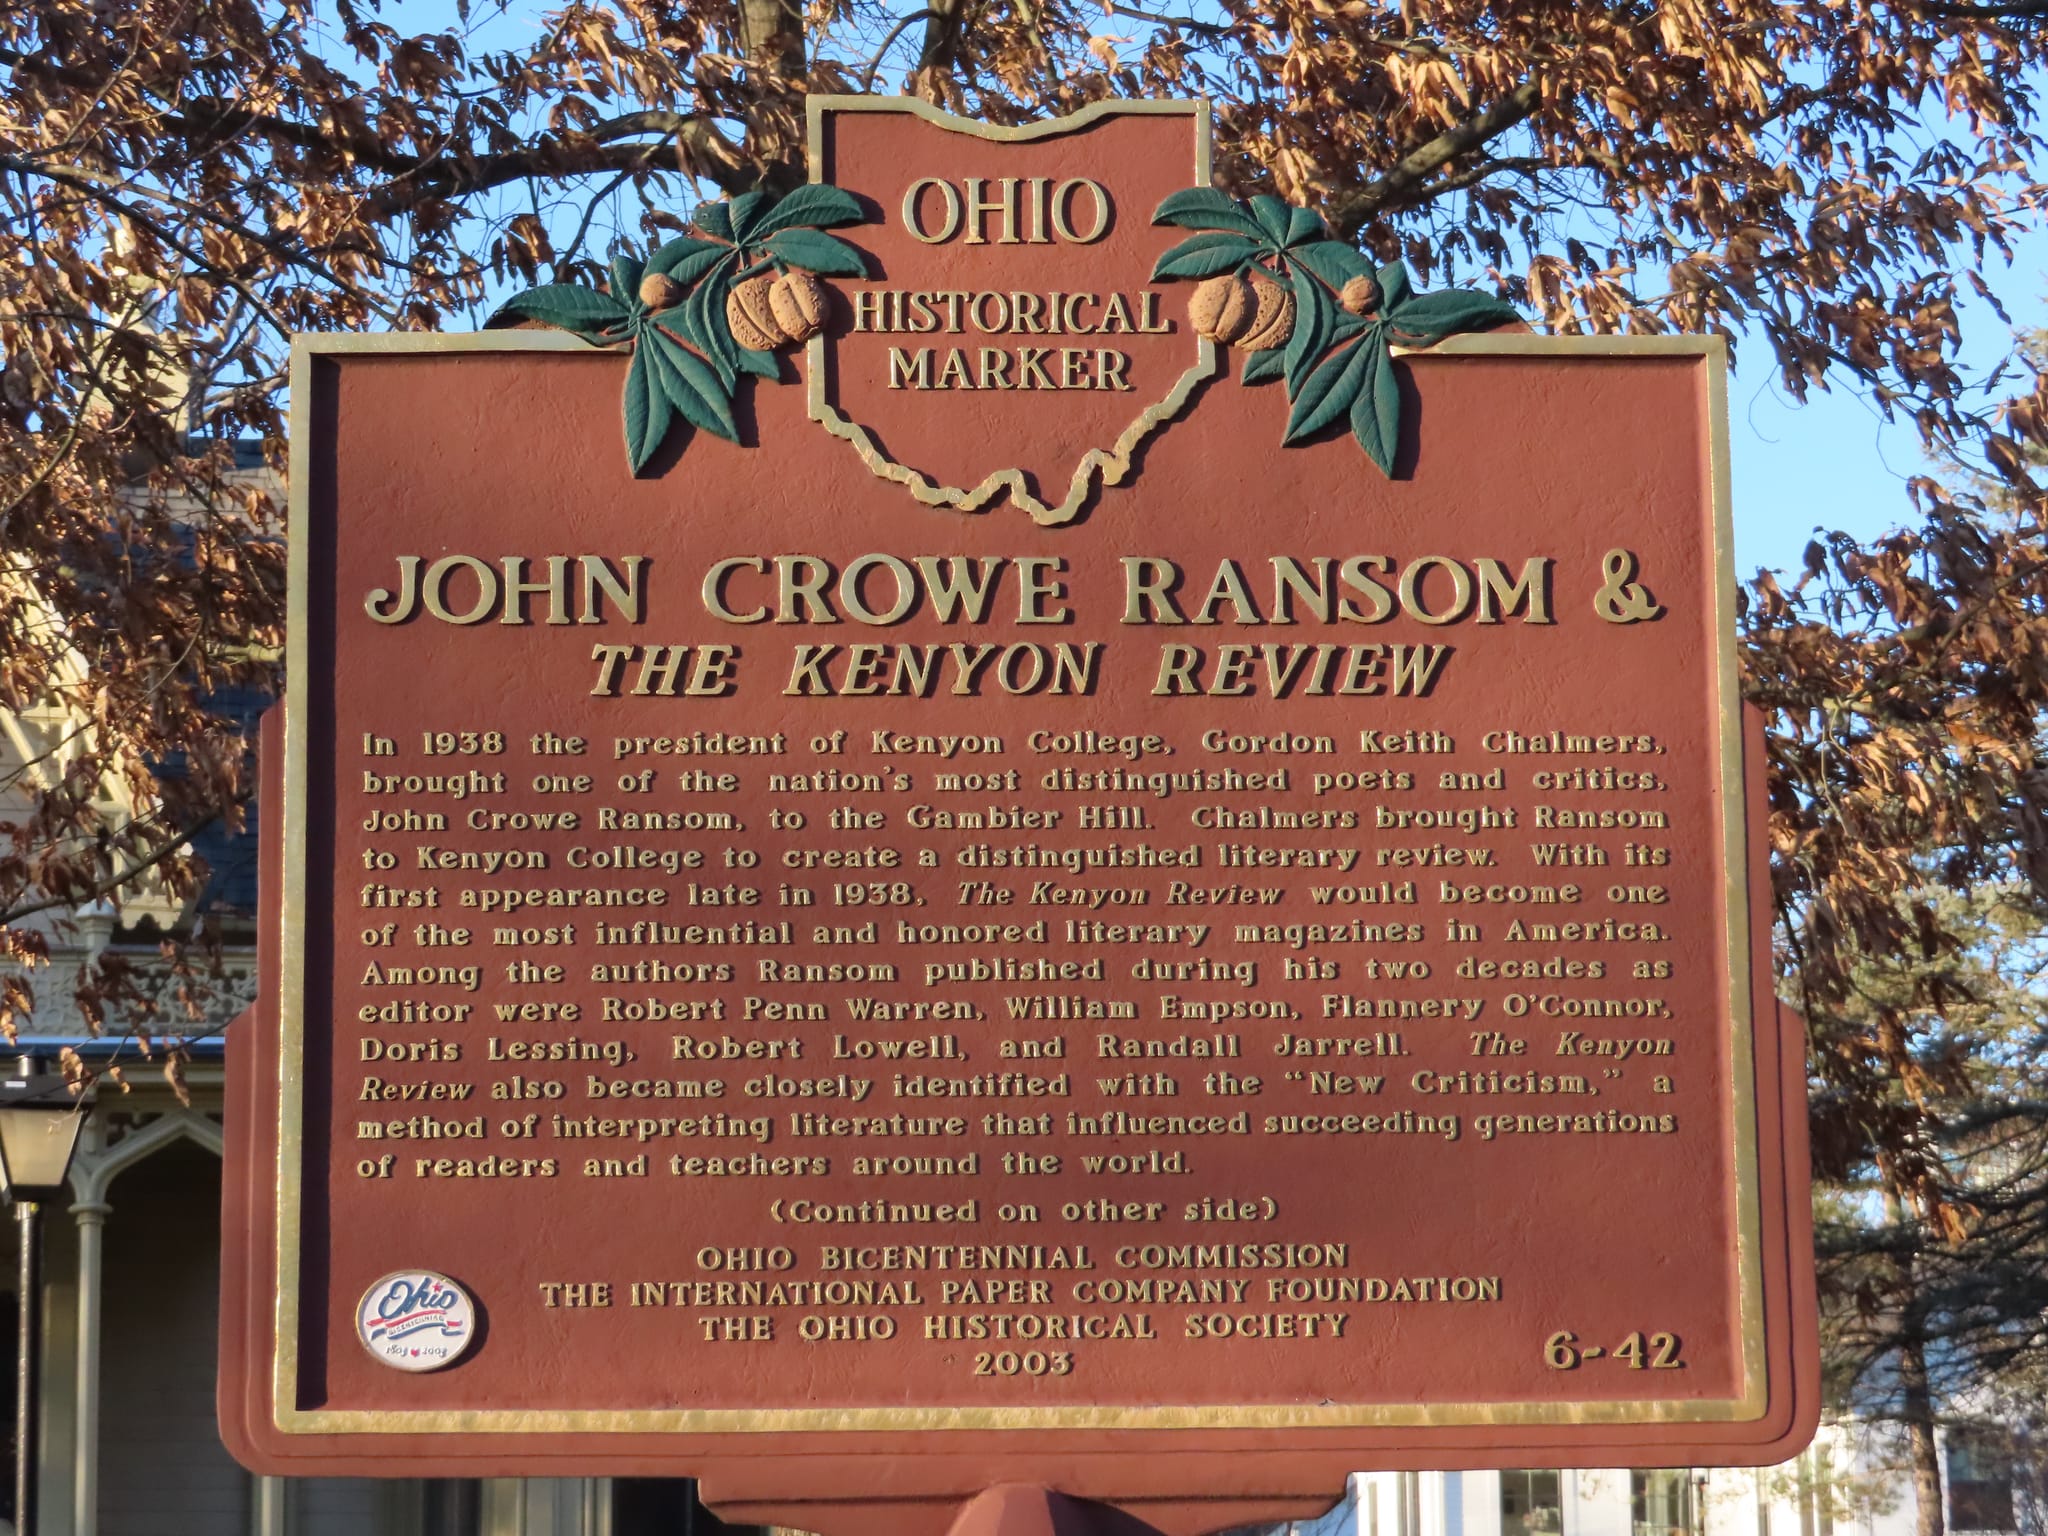 OHIO
HISTORICAL
MARKER
JOHN CROWE RANSOM &
THE KENYON REVIEW
In 1938 the president of Kenyon College, Gordon Keith Chalmers,
brought one of the nation's most distinguished poets and critics,
John Crowe Ransom, to the Gambier Hill. Chalmers brought Ransom
to Kenyon College to create a distinguished literary review. With its
first appearance late in 1938, The Kenyon Review would become one
of the most influential and honored literary magazines in America.
Among the authors Ransom published during his two decades as
editor were Robert Penn Warren, William Empson, Flannery O'Connor,
Doris Lessing, Robert Lowell, and Randall Jarrell. The Kenyon
Review also became closely identified with the "New Criticism," a
method of interpreting literature that influenced succeeding generations
of readers and teachers around the world.
(Continued on other side)
OHIO BICENTENNIAL COMMISSION
THE INTERNATIONAL PAPER COMPANY FOUNDATION
THE OHIO HISTORICAL SOCIETY
2003
6-42
Ohio
BICENTENNIAL
1803 2003